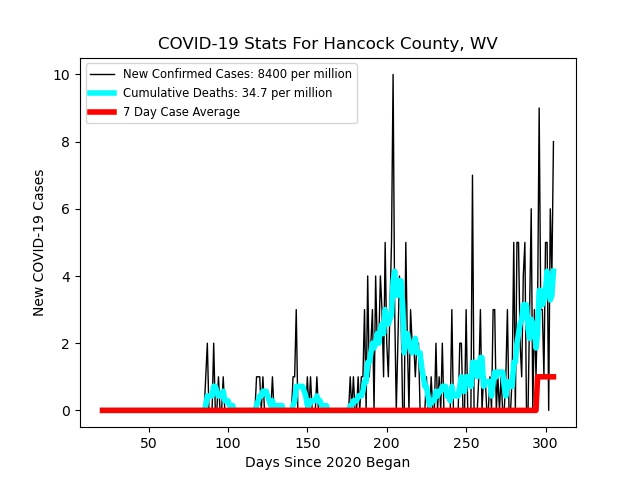 COVID-19 Stats For Hancock County, WV
New Confirmed Cases: 8400 per million
Cumulative Deaths: 34.7 per million
7 Day Case Average
10
8
6
4
2
0
New COVID-19 Cases
50 100 150 200 250 300
Days Since 2020 Began